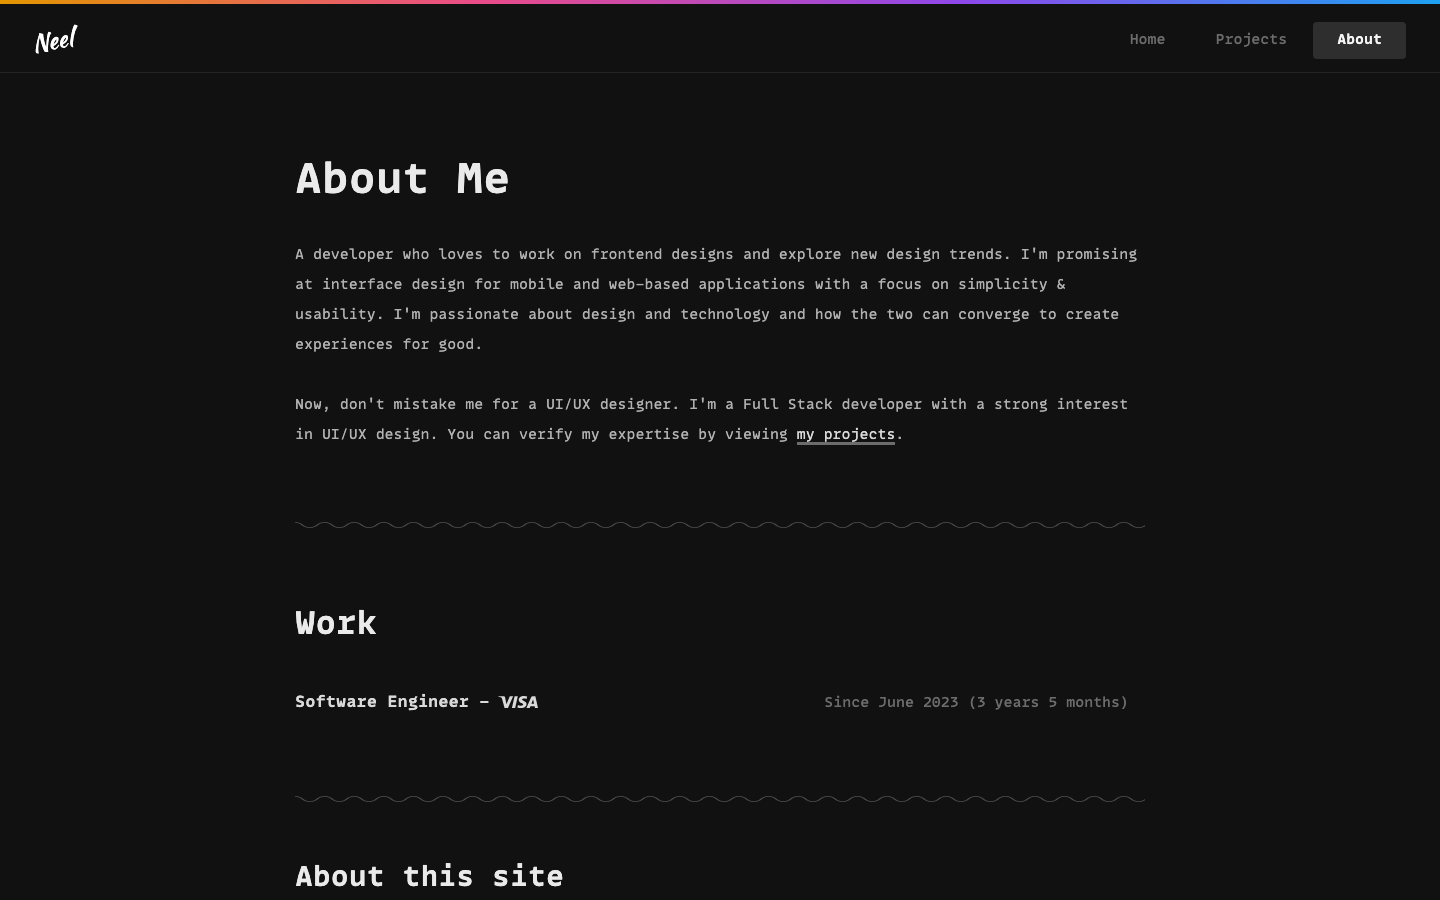 Neel
Home
Projects
About
About Me
A developer who loves to work on frontend designs and explore new design trends. I'm promising
at interface design for mobile and web-based applications with a focus on simplicity &
usability. I'm passionate about design and technology and how the two can converge to create
experiences for good.
Now, don't mistake me for a UI/UX designer. I'm a Full Stack developer with a strong interest
in UI/UX design. You can verify my expertise by viewing my projects.
Work
Software Engineer - VISA
Since June 2023 (3 years 5 months)
About this site